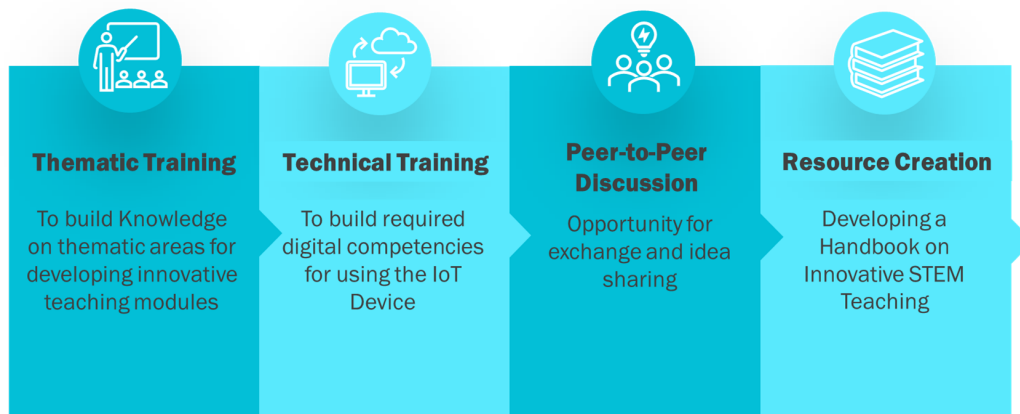 Thematic Training
To build Knowledge
on thematic areas for
developing innovative
teaching modules
Technical Training
To build required
digital competencies
for using the IoT
Device
Peer-to-Peer
Discussion
Opportunity for
exchange and idea
sharing
Resource Creation
Developing a
Handbook on
Innovative STEM
Teaching